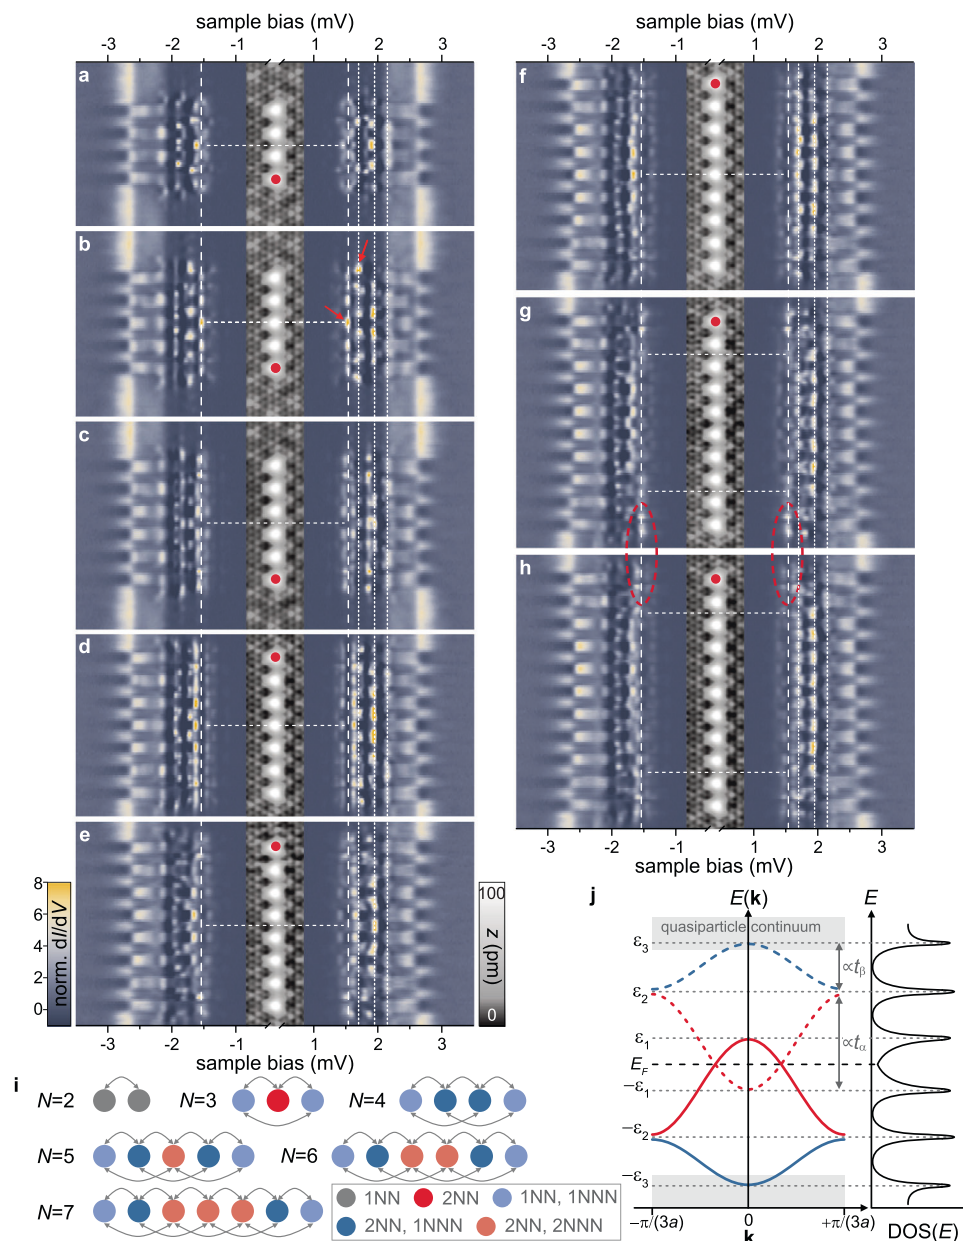 sample bias (mV)
-3 -2 -1 1 2 3
a
b
c
d
e
8
6
4
2
0
norm. dI/dV
100
z (pm)
0
-3 -2 -1 1 2 3
sample bias (mV)
sample bias (mV)
-3 -2 -1 1 2 3
f
g
h
-3 -2 -1 1 2 3
sample bias (mV)
i
N=2 N=3 N=4
N=5 N=6
N=7
1NN 2NN 1NN, 1NNN
2NN, 1NNN 2NN, 2NNN
j
E(k) E
quasiparticle continuum
ε3
∝tβ
ε2
ε1
∝tα
EF
-ε1
-ε2
-ε3
−π/(3a) 0 +π/(3a)
k DOS(E)